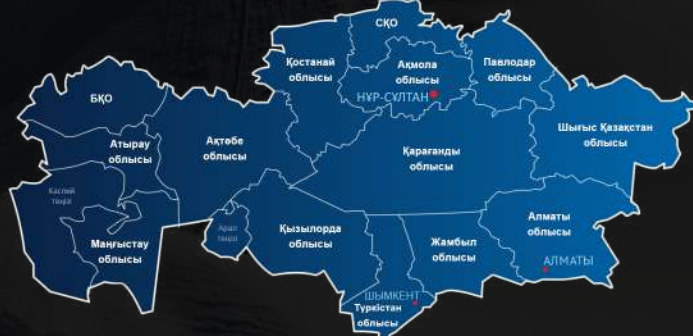 СҚО
Қостанай
облысы
Ақмола
облысы
НҰР-СҰЛТАН
Павлодар
облысы
БҚО
Атырау
облысы
Ақтөбе
облысы
Қарағанды
облысы
Шығыс Қазақстан
облысы
Каспий
теңізі
Маңғыстау
облысы
Арал
теңізі
Қызылорда
облысы
Жамбыл
облысы
Алматы
облысы
АЛМАТЫ
ШЫМКЕНТ
Түркістан
облысы